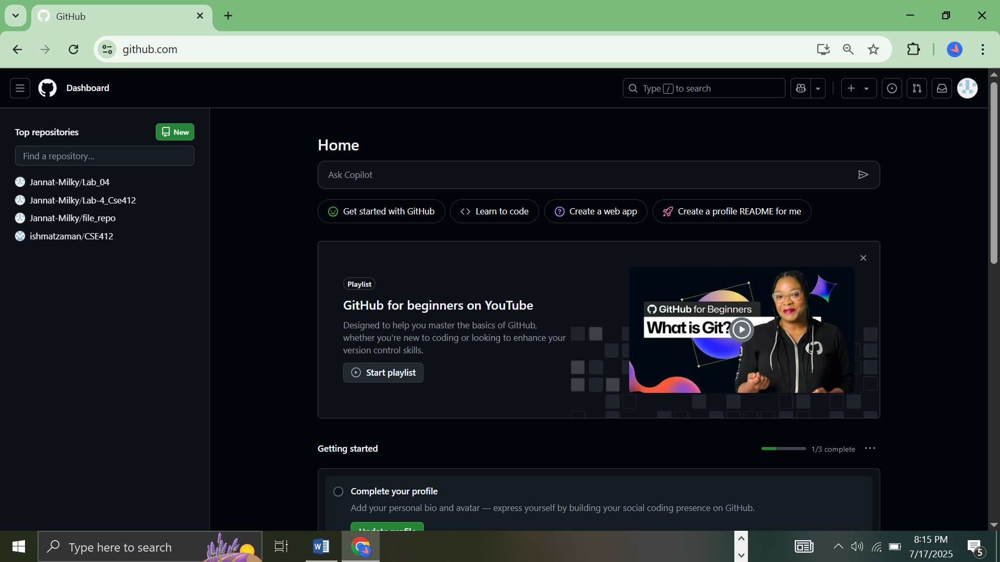 GitHub
github.com
Dashboard
Type / to search
Top repositories
New
Find a repository...
Jannat-Milky/Lab_04
Jannat-Milky/Lab-4_Cse412
Jannat-Milky/file_repo
ishmatzaman/CSE412
Home
Ask Copilot
Get started with GitHub
Learn to code
Create a web app
Create a profile README for me
Playlist
GitHub for beginners on YouTube
Designed to help you master the basics of GitHub,
whether you're new to coding or looking to enhance your
version control skills.
Start playlist
GitHub for Beginners
What is Git?
Getting started
1/3 complete
Complete your profile
Add your personal bio and avatar — express yourself by building your social coding presence on GitHub.
Update profile
Type here to search
W
8:15 PM
7/17/2025
5